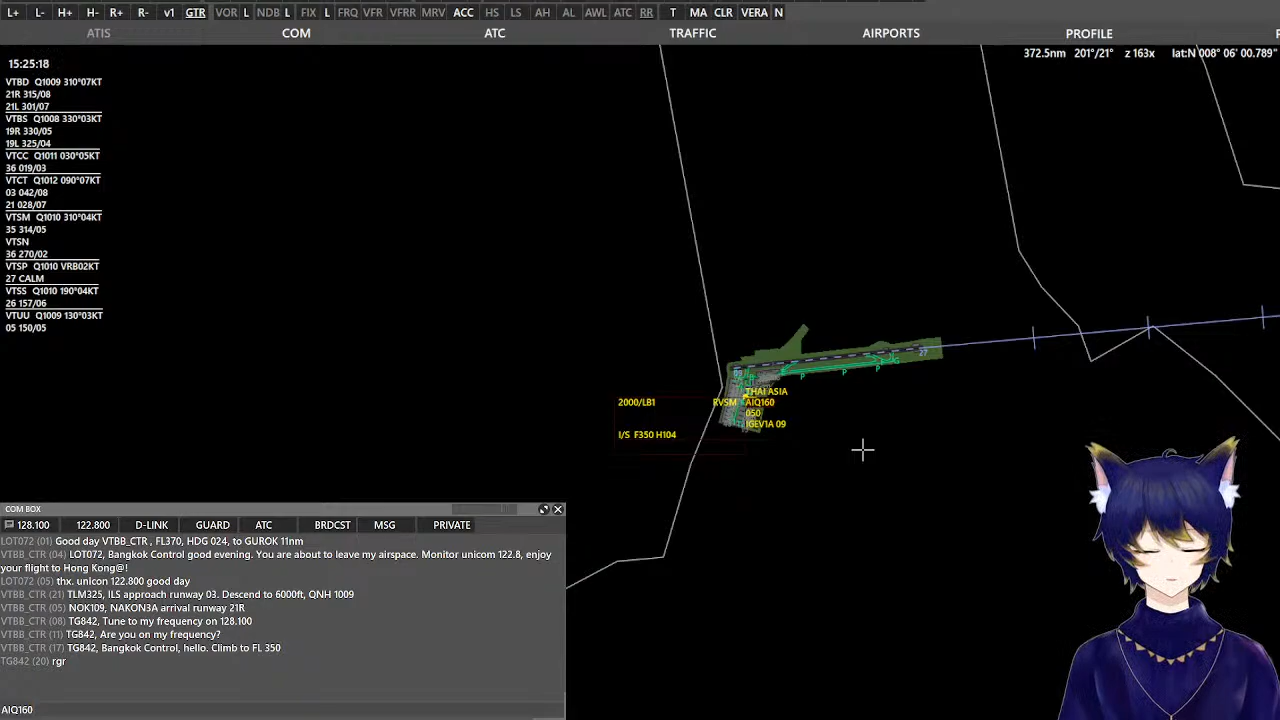 L+ L- H+ H- R+ R- v1 GTR VOR L NDB L FIX L FRQ VFR VFRR MRV ACC HS LS AH AL AWL ATC RR T MA CLR VERA N
ATIS COM ATC TRAFFIC AIRPORTS PROFILE
372.5nm 201°/21° z 163x lat:N 008° 06' 00.789"
15:25:18
VTBD Q1009 310°07KT
21R 315/08
21L 301/07
VTBS Q1008 330°03KT
19R 330/05
19L 325/04
VTCC Q1011 030°05KT
36 019/03
VTCT Q1012 090°07KT
03 042/08
21 028/07
VTSM Q1010 310°04KT
35 314/05
VTSN
36 270/02
VTSP Q1010 VRB02KT
27 CALM
VTSS Q1010 190°04KT
26 157/06
VTUU Q1009 130°03KT
05 150/05
27
09
P P P G
THAI ASIA
2000/LB1 RVSM AIQ160
050
IGEV1A 09
I/S F350 H104
COM BOX
128.100 122.800 D-LINK GUARD ATC BRDCST MSG PRIVATE
LOT072 (01) Good day VTBB_CTR , FL370, HDG 024, to GUROK 11nm
VTBB_CTR (04) LOT072, Bangkok Control good evening. You are about to leave my airspace. Monitor unicom 122.8, enjoy
your flight to Hong Kong@!
LOT072 (05) thx. unicon 122.800 good day
VTBB_CTR (21) TLM325, ILS approach runway 03. Descend to 6000ft, QNH 1009
VTBB_CTR (05) NOK109, NAKON3A arrival runway 21R
VTBB_CTR (08) TG842, Tune to my frequency on 128.100
VTBB_CTR (11) TG842, Are you on my frequency?
VTBB_CTR (17) TG842, Bangkok Control, hello. Climb to FL 350
TG842 (20) rgr
AIQ160